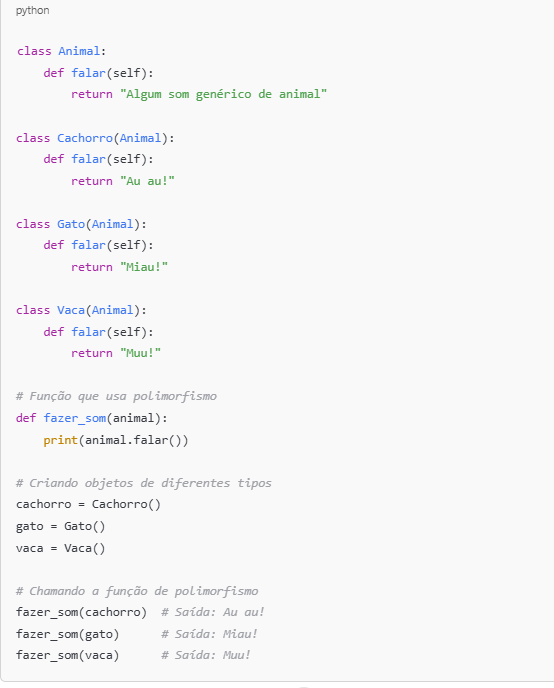 python
class Animal:
    def falar(self):
        return "Algum som genérico de animal"
class Cachorro(Animal):
    def falar(self):
        return "Au au!"
class Gato(Animal):
    def falar(self):
        return "Miau!"
class Vaca(Animal):
    def falar(self):
        return "Muu!"
# Função que usa polimorfismo
def fazer_som(animal):
    print(animal.falar())
# Criando objetos de diferentes tipos
cachorro = Cachorro()
gato = Gato()
vaca = Vaca()
# Chamando a função de polimorfismo
fazer_som(cachorro)  # Saída: Au au!
fazer_som(gato)      # Saída: Miau!
fazer_som(vaca)      # Saída: Muu!